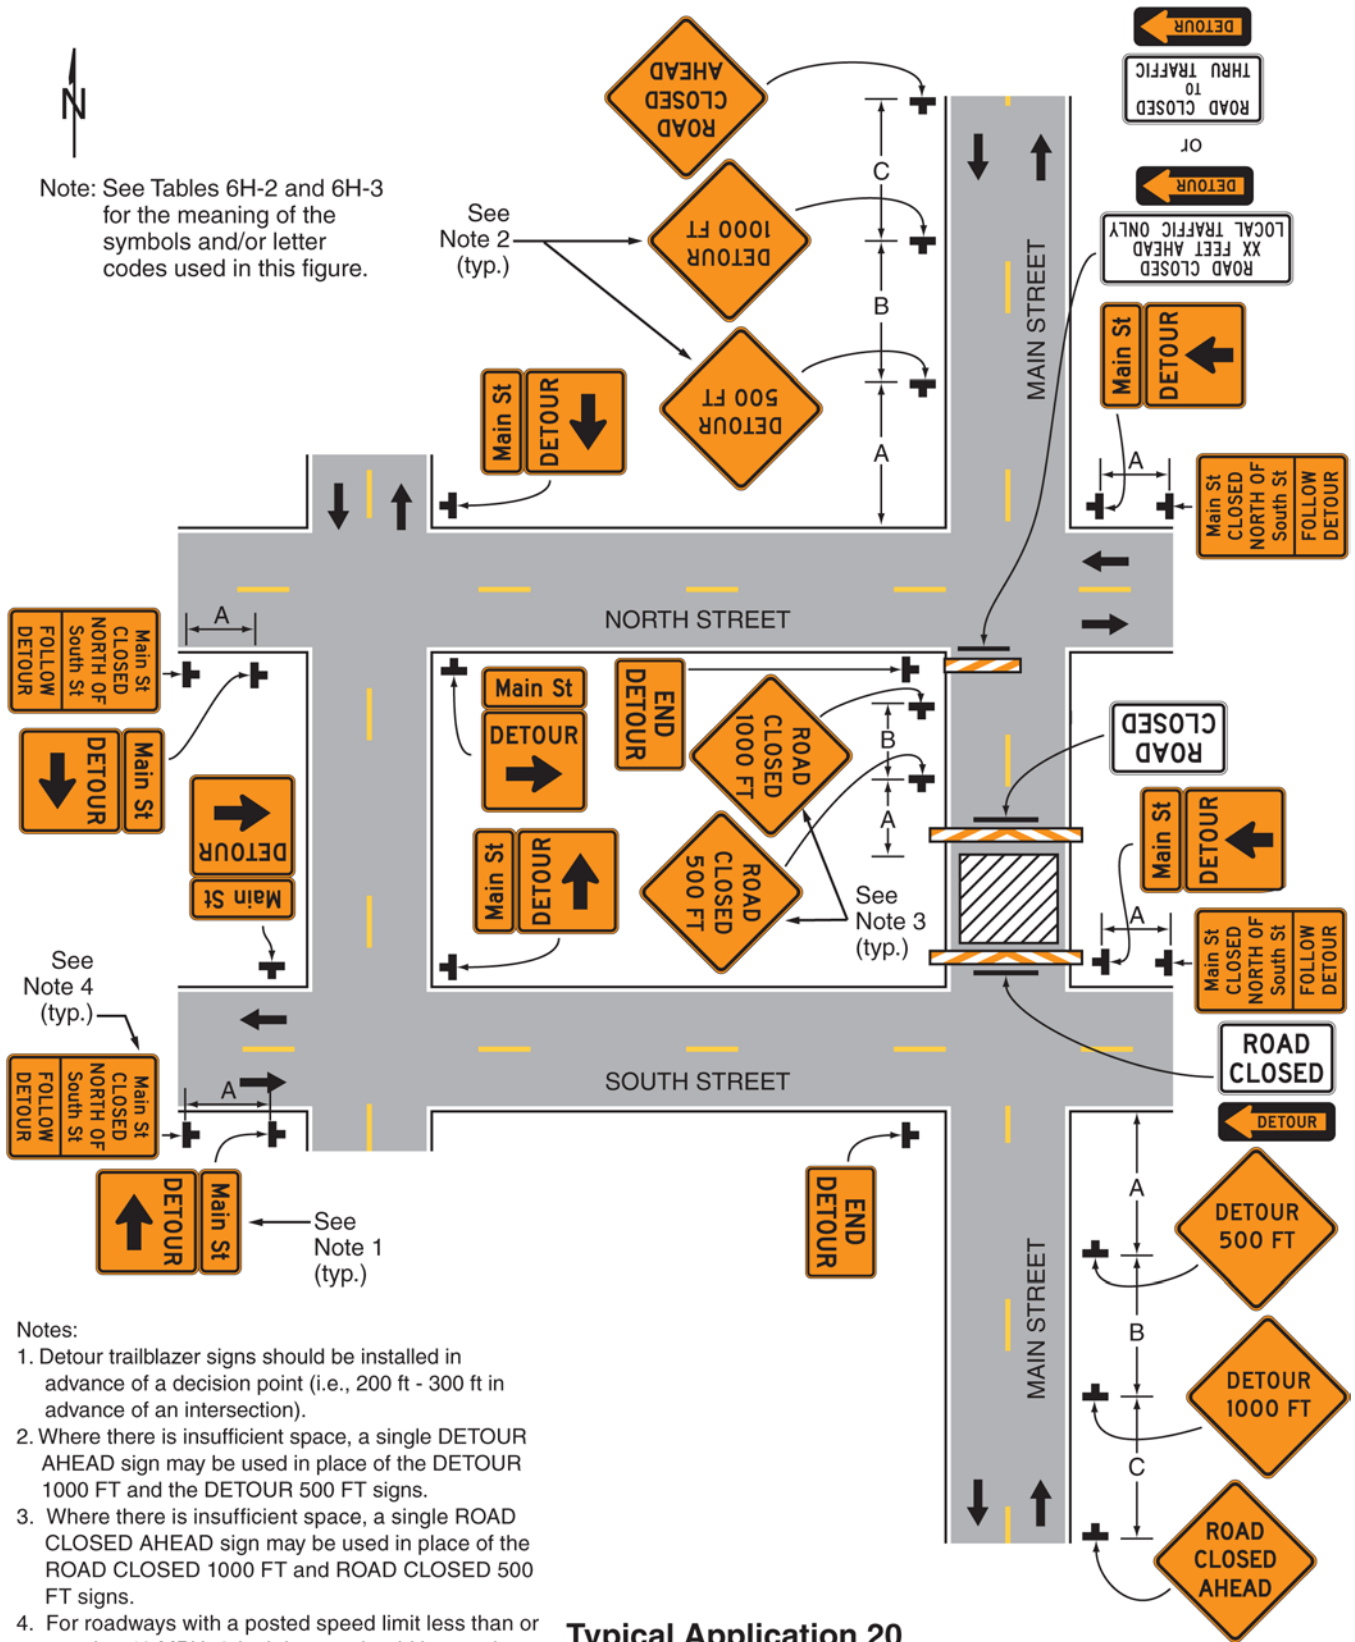 N
Note: See Tables 6H-2 and 6H-3
for the meaning of the
symbols and/or letter
codes used in this figure.
ROAD
CLOSED
AHEAD
DETOUR
1000 FT
DETOUR
500 FT
See
Note 2
(typ.)
C
B
A
MAIN STREET
DETOUR
ROAD CLOSED
TO
THRU TRAFFIC
or
DETOUR
ROAD CLOSED
XX FEET AHEAD
LOCAL TRAFFIC ONLY
Main St
DETOUR
A
Main St
CLOSED
NORTH OF
South St
FOLLOW
DETOUR
Main St
DETOUR
NORTH STREET
A
Main St
CLOSED
NORTH OF
South St
FOLLOW
DETOUR
Main St
DETOUR
DETOUR
Main St
Main St
DETOUR
Main St
DETOUR
END
DETOUR
ROAD
CLOSED
1000 FT
ROAD
CLOSED
500 FT
B
A
See
Note 3
(typ.)
ROAD
CLOSED
Main St
DETOUR
A
Main St
CLOSED
NORTH OF
South St
FOLLOW
DETOUR
ROAD
CLOSED
DETOUR
See
Note 4
(typ.)
Main St
CLOSED
NORTH OF
South St
FOLLOW
DETOUR
A
SOUTH STREET
Main St
DETOUR
See
Note 1
(typ.)
END
DETOUR
MAIN STREET
A
B
C
DETOUR
500 FT
DETOUR
1000 FT
ROAD
CLOSED
AHEAD
Notes:
1. Detour trailblazer signs should be installed in
advance of a decision point (i.e., 200 ft - 300 ft in
advance of an intersection).
2. Where there is insufficient space, a single DETOUR
AHEAD sign may be used in place of the DETOUR
1000 FT and the DETOUR 500 FT signs.
3. Where there is insufficient space, a single ROAD
CLOSED AHEAD sign may be used in place of the
ROAD CLOSED 1000 FT and ROAD CLOSED 500
FT signs.
4. For roadways with a posted speed limit less than or
Typical Application 20